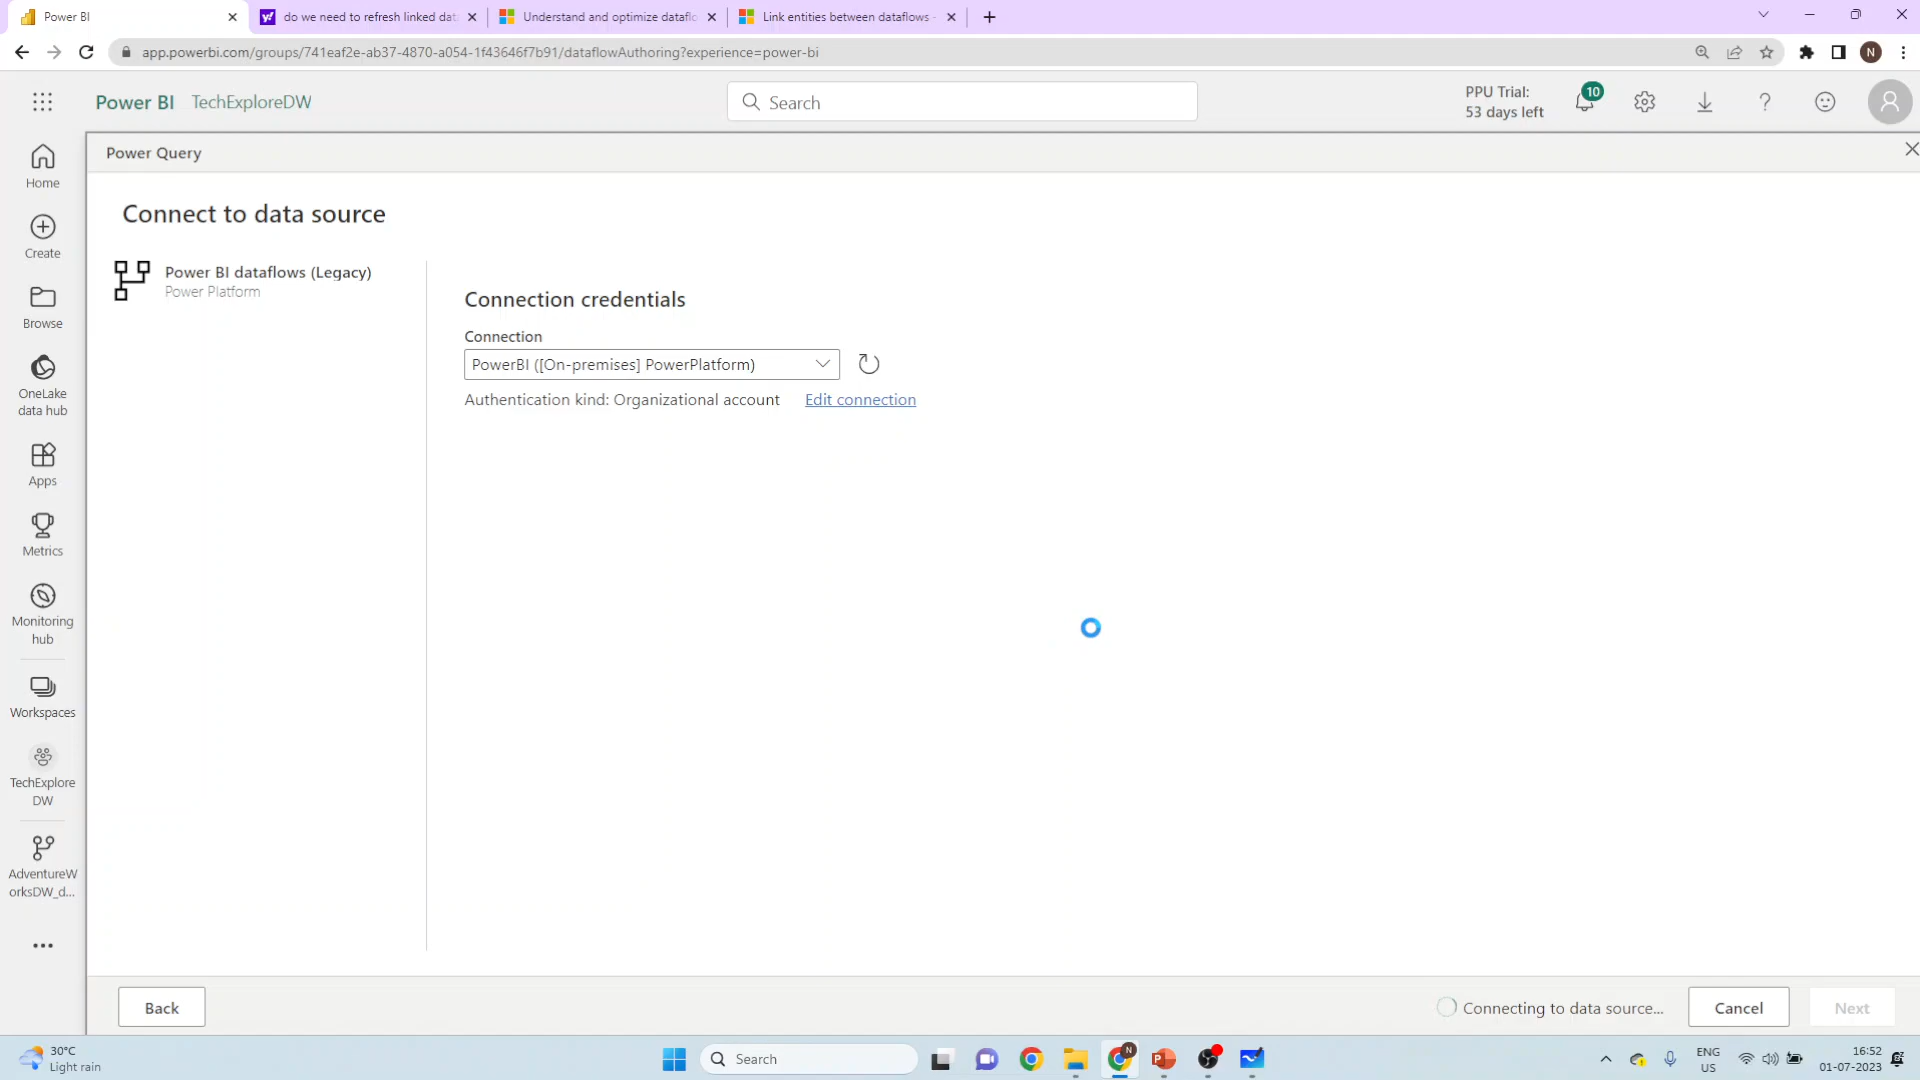 Power BI
do we need to refresh linked dat
Understand and optimize dataflo
Link entities between dataflows -
app.powerbi.com/groups/741eaf2e-ab37-4870-a054-1f43646f7b91/dataflowAuthoring?experience=power-bi
N
Power BI TechExploreDW
Search
PPU Trial:
53 days left
10
Power Query
Home
Create
Browse
OneLake
data hub
Apps
Metrics
Monitoring
hub
Workspaces
TechExplore
DW
AdventureW
orksDW_d...
Connect to data source
Power BI dataflows (Legacy)
Power Platform
Connection credentials
Connection
PowerBI ([On-premises] PowerPlatform)
Authentication kind: Organizational account Edit connection
Back
Connecting to data source...
Cancel
Next
30°C
Light rain
Search
N
ENG
US
16:52
01-07-2023